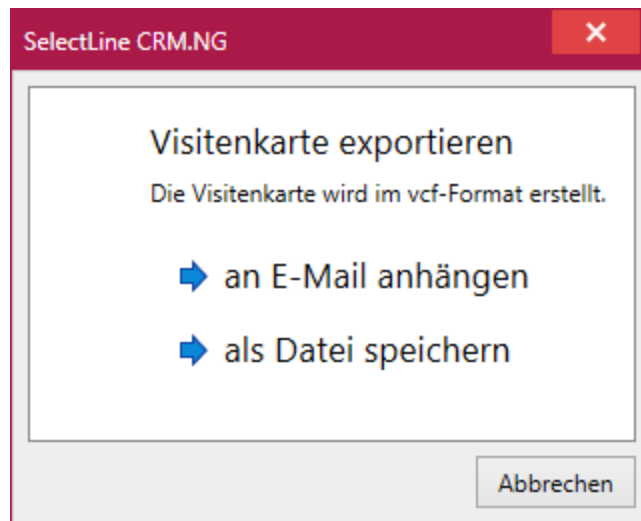 SelectLine CRM.NG
Visitenkarte exportieren
Die Visitenkarte wird im vcf-Format erstellt.
an E-Mail anhängen
als Datei speichern
Abbrechen